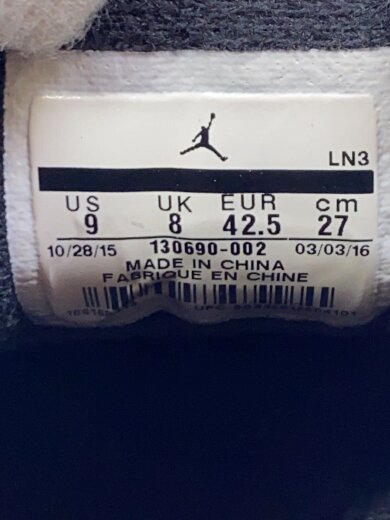 LN3
US UK EUR cm
9 8 42.5 27
10/28/15 130690-002 03/03/16
MADE IN CHINA
FABRIQUE EN CHINE
UPC